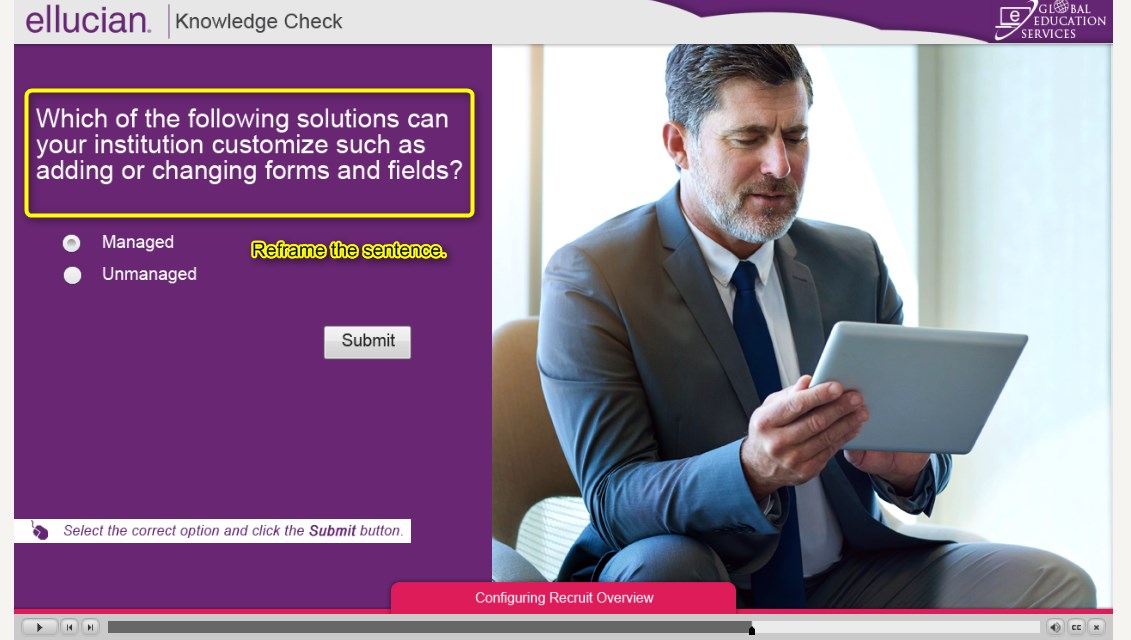 ellucian.
Knowledge Check
e GLOBAL
EDUCATION
SERVICES
Which of the following solutions can
your institution customize such as
adding or changing forms and fields?
Managed
Reframe the sentence.
Unmanaged
Submit
Select the correct option and click the Submit button.
Configuring Recruit Overview
CC